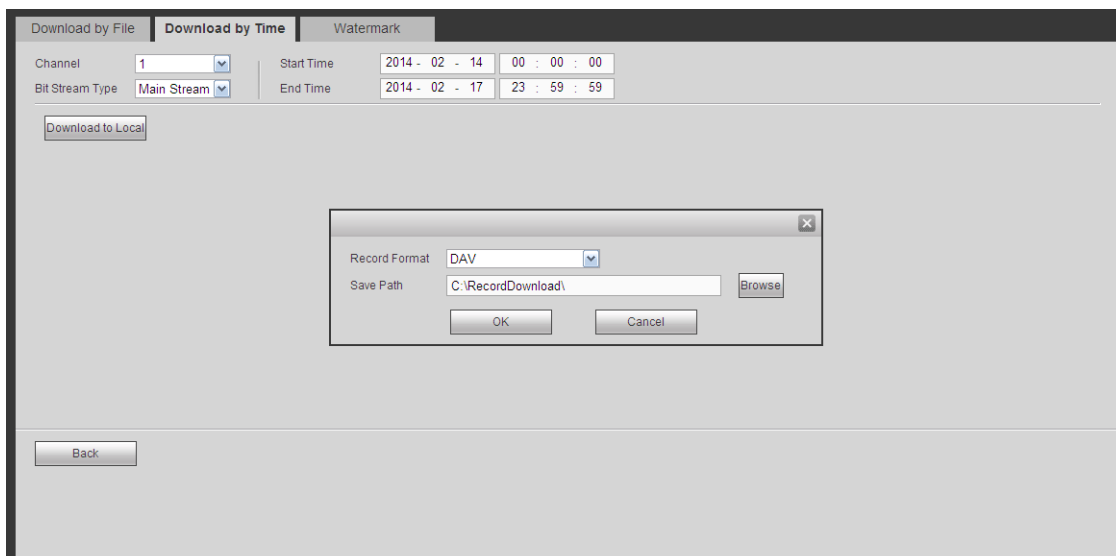 Download by File Download by Time Watermark
Channel 1 Start Time 2014 - 02 - 14 00 : 00 : 00
Bit Stream Type Main Stream End Time 2014 - 02 - 17 23 : 59 : 59
Download to Local
Record Format DAV
Save Path C:\RecordDownload\ Browse
OK Cancel
Back